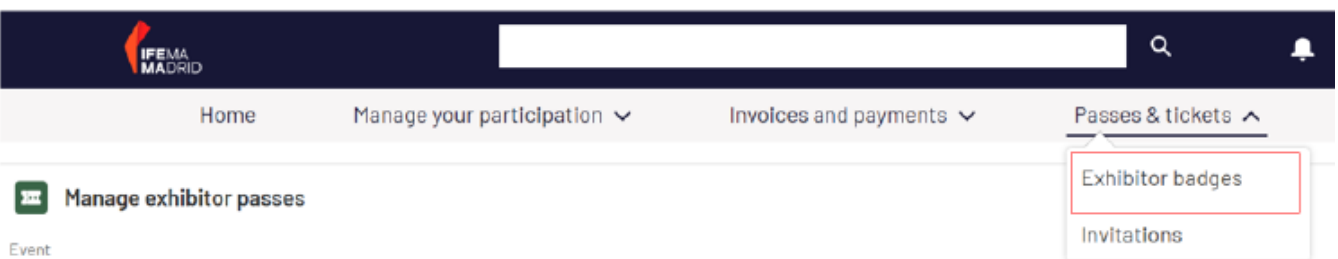 IFEMA
MADRID
Home Manage your participation Invoices and payments Passes & tickets
Exhibitor badges
Manage exhibitor passes
Invitations
Event